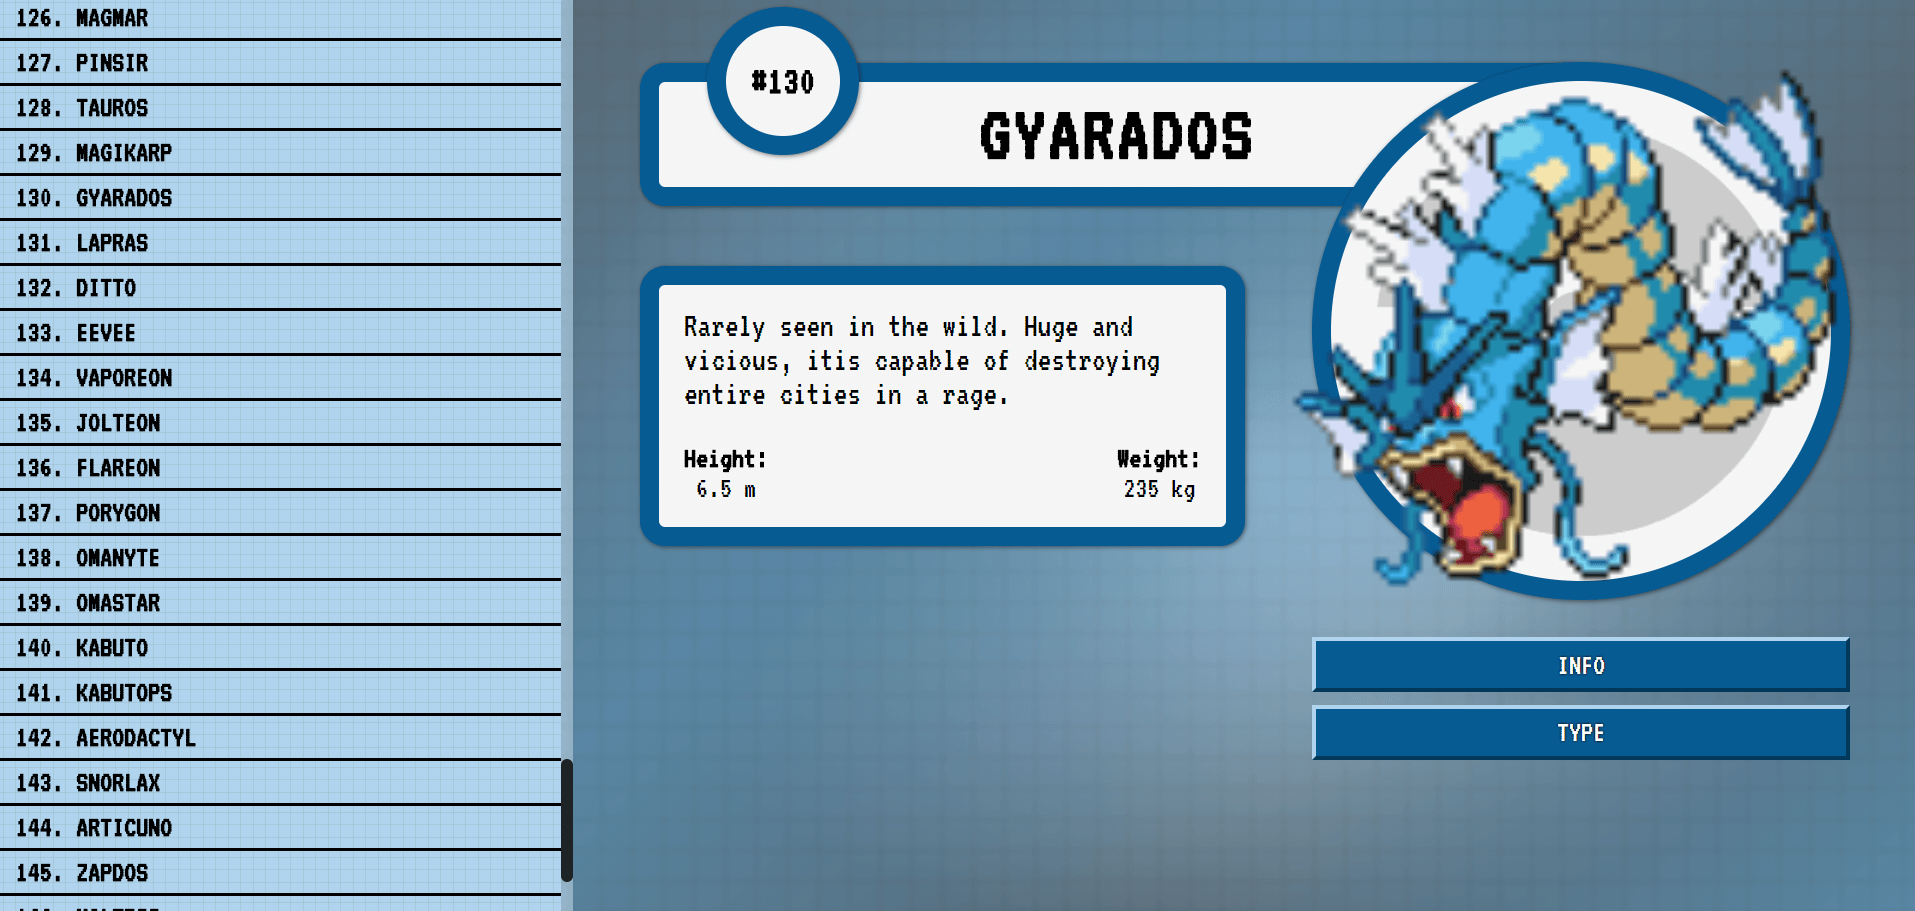 126. MAGMAR
127. PINSIR
128. TAUROS
129. MAGIKARP
130. GYARADOS
131. LAPRAS
132. DITTO
133. EEVEE
134. VAPOREON
135. JOLTEON
136. FLAREON
137. PORYGON
138. OMANYTE
139. OMASTAR
140. KABUTO
141. KABUTOPS
142. AERODACTYL
143. SNORLAX
144. ARTICUNO
145. ZAPDOS
#130
GYARADOS
Rarely seen in the wild. Huge and
vicious, itis capable of destroying
entire cities in a rage.
Height:
6.5 m
Weight:
235 kg
INFO
TYPE